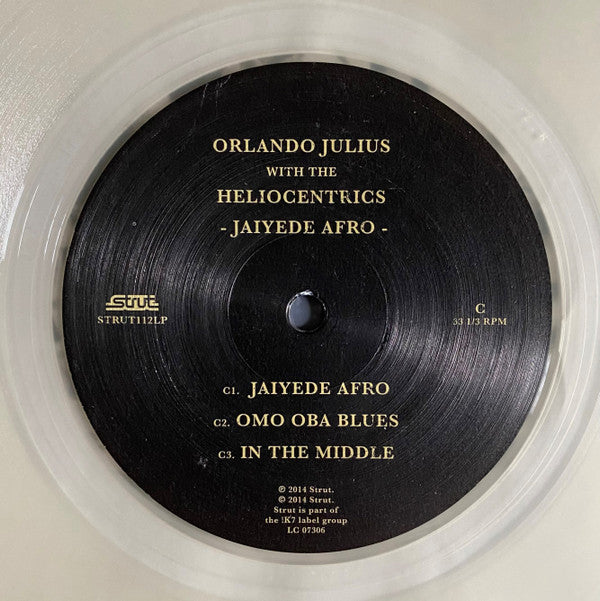 ORLANDO JULIUS
WITH THE
HELIOCENTRICS
- JAIYEDE AFRO -
Strut
STRUT112LP
C
33 1/3 RPM
C1. JAIYEDE AFRO
C2. OMO OBA BLUES
C3. IN THE MIDDLE
℗ 2014 Strut.
© 2014 Strut.
Strut is part of
the !K7 label group
LC 07306